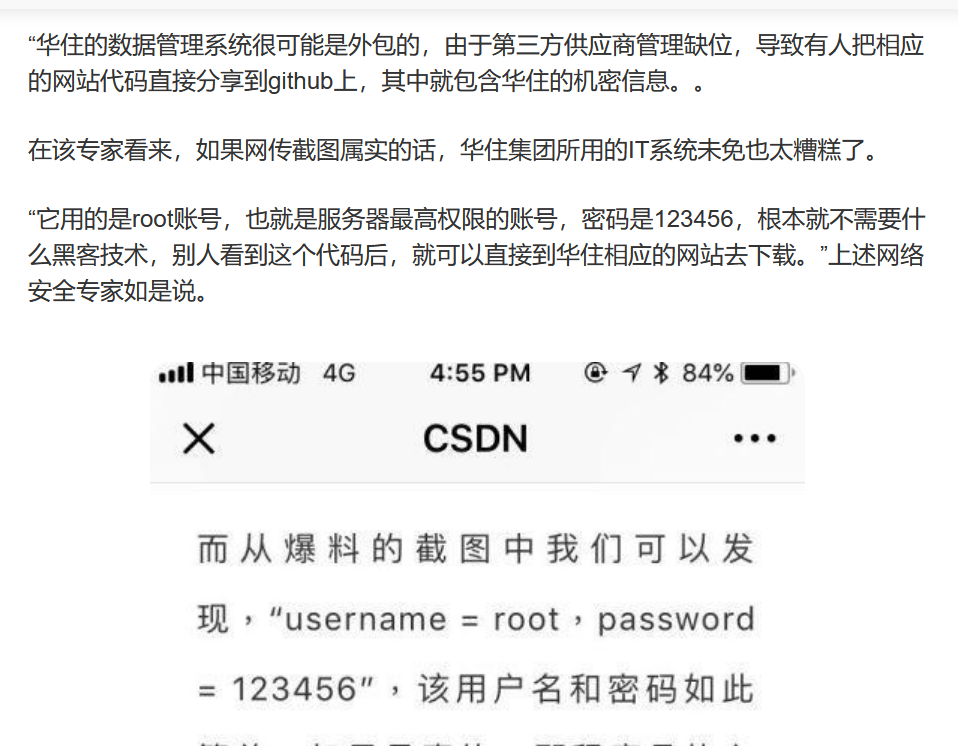 “华住的数据管理系统很可能是外包的，由于第三方供应商管理缺位，导致有人把相应
的网站代码直接分享到github上，其中就包含华住的机密信息。。
在该专家看来，如果网传截图属实的话，华住集团所用的IT系统未免也太糟糕了。
“它用的是root账号，也就是服务器最高权限的账号，密码是123456，根本就不需要什
么黑客技术，别人看到这个代码后，就可以直接到华住相应的网站去下载。”上述网络
安全专家如是说。
中国移动 4G 4:55 PM 84%
CSDN
而从爆料的截图中我们可以发
现，“username = root，password
= 123456”，该用户名和密码如此